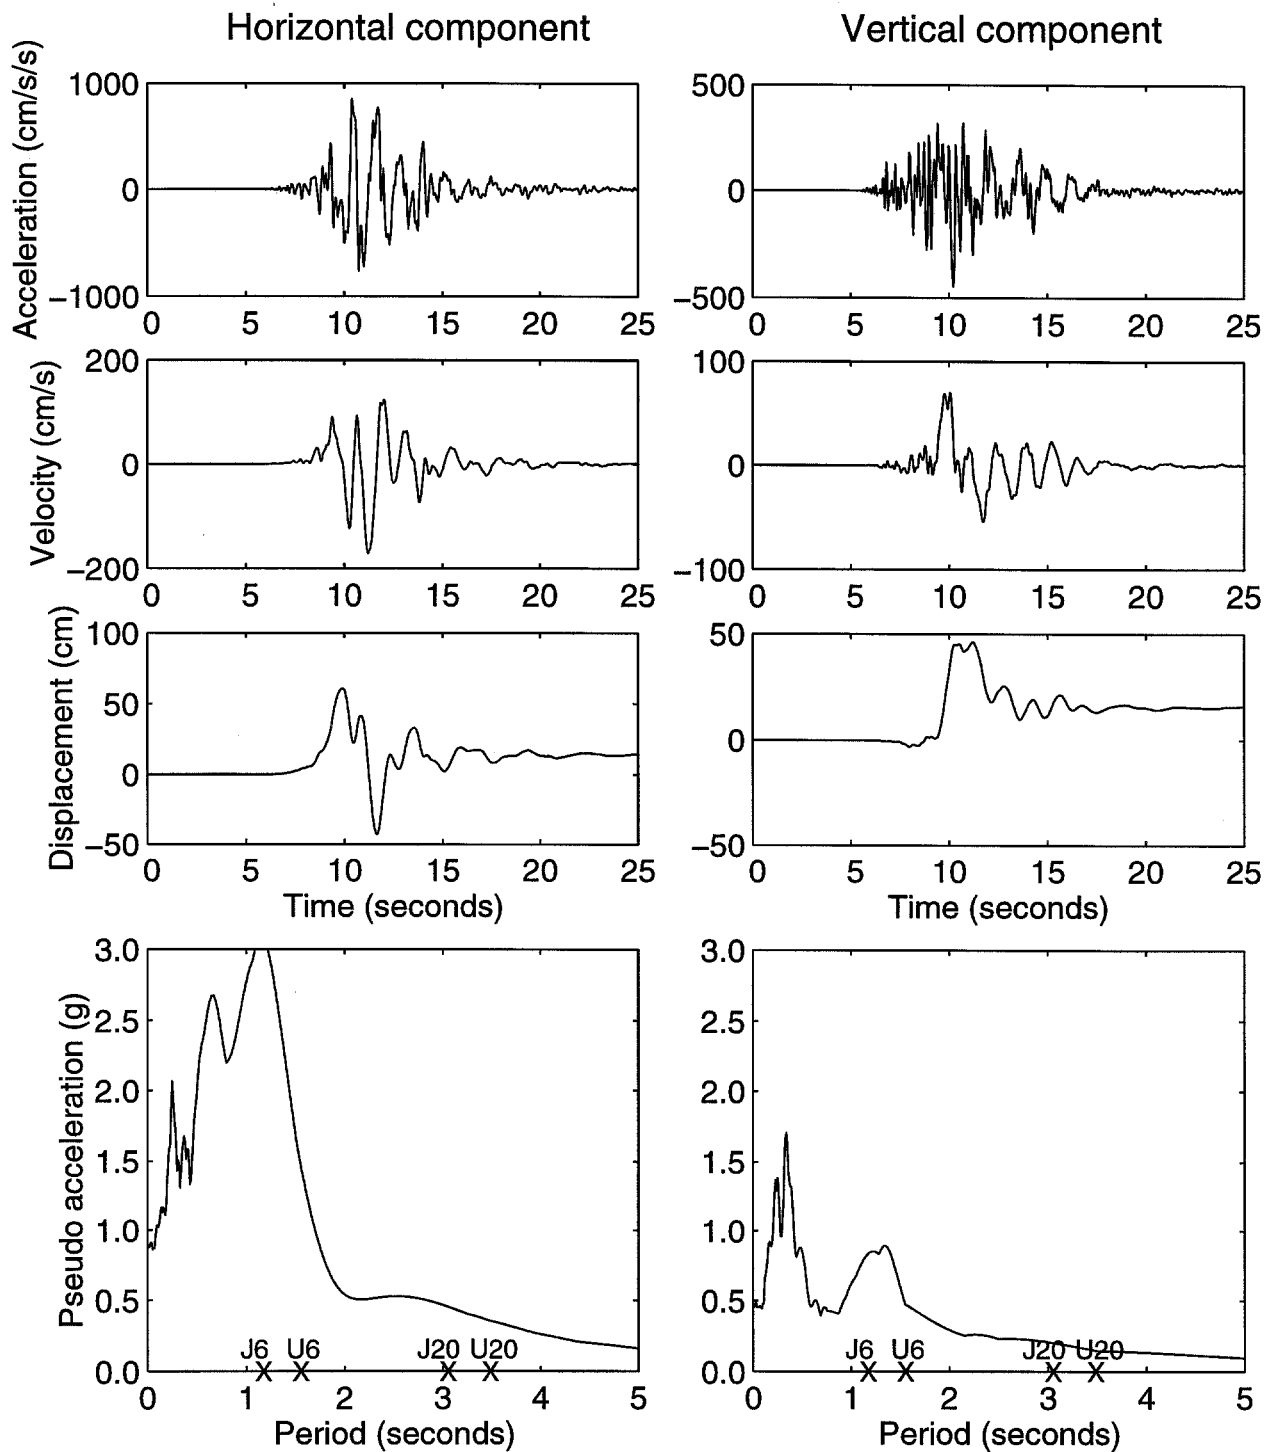 Horizontal component
Vertical component
Acceleration (cm/s/s)
1000
0
−1000
0 5 10 15 20 25
500
0
−500
0 5 10 15 20 25
Velocity (cm/s)
200
0
−200
0 5 10 15 20 25
100
0
−100
0 5 10 15 20 25
Displacement (cm)
100
50
0
−50
0 5 10 15 20 25
Time (seconds)
50
0
−50
0 5 10 15 20 25
Time (seconds)
Pseudo acceleration (g)
3.0
2.5
2.0
1.5
1.0
0.5
0.0
J6 U6 J20 U20
0 1 2 3 4 5
Period (seconds)
3.0
2.5
2.0
1.5
1.0
0.5
0.0
J6 U6 J20 U20
0 1 2 3 4 5
Period (seconds)